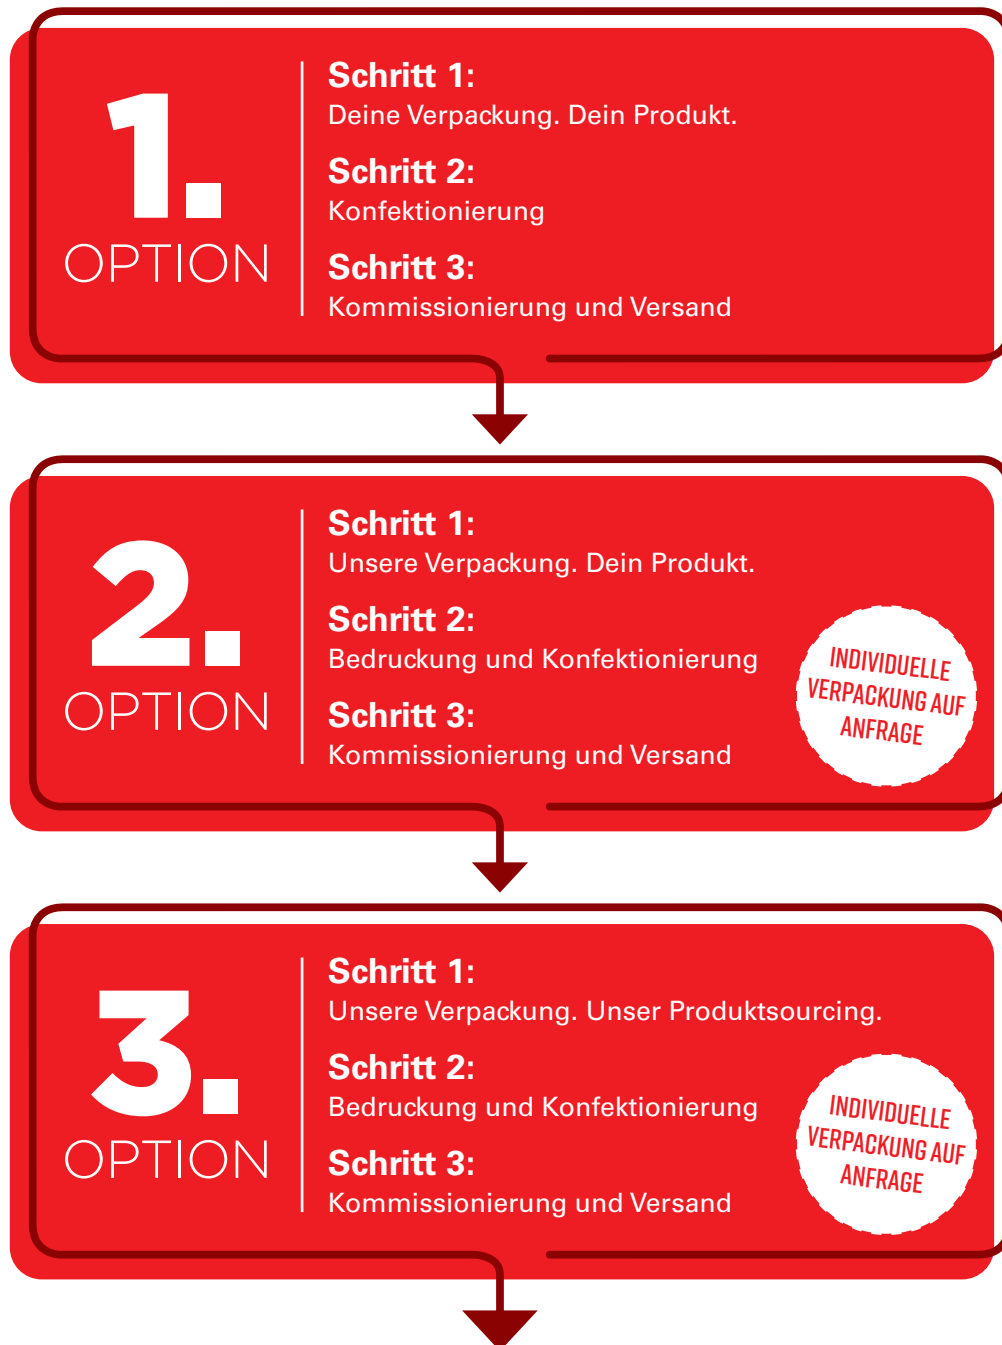 1.
OPTION
Schritt 1:
Deine Verpackung. Dein Produkt.
Schritt 2:
Konfektionierung
Schritt 3:
Kommissionierung und Versand
2.
OPTION
Schritt 1:
Unsere Verpackung. Dein Produkt.
Schritt 2:
Bedruckung und Konfektionierung
Schritt 3:
Kommissionierung und Versand
INDIVIDUELLE
VERPACKUNG AUF
ANFRAGE
3.
OPTION
Schritt 1:
Unsere Verpackung. Unser Produktsourcing.
Schritt 2:
Bedruckung und Konfektionierung
Schritt 3:
Kommissionierung und Versand
INDIVIDUELLE
VERPACKUNG AUF
ANFRAGE